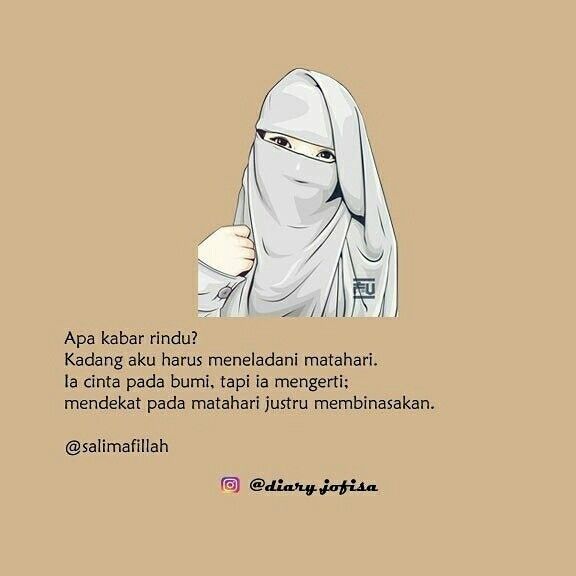 FU
Apa kabar rindu?
Kadang aku harus meneladani matahari.
Ia cinta pada bumi, tapi ia mengerti;
mendekat pada matahari justru membinasakan.
@salimafillah
@diary.jofisa